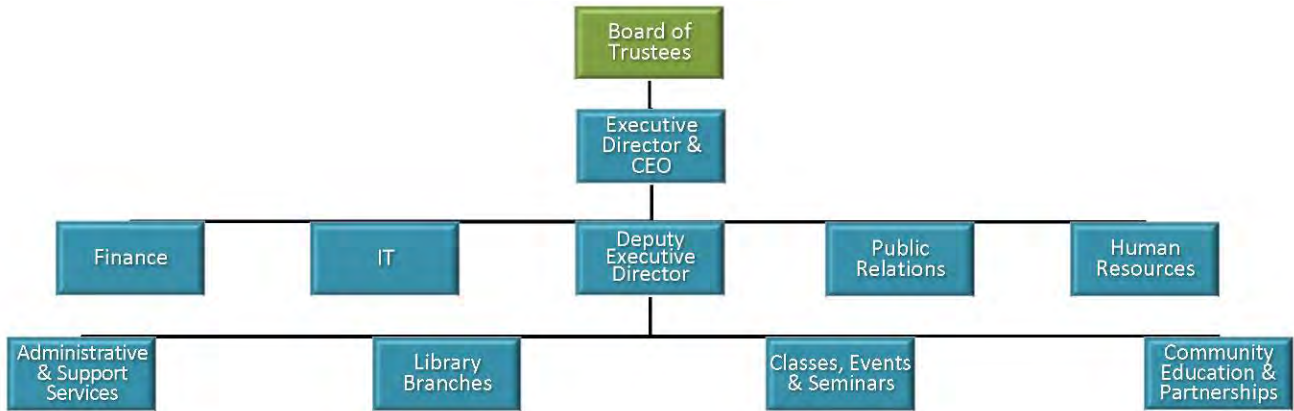 Board of
Trustees
Executive
Director &
CEO
Finance
IT
Deputy
Executive
Director
Public
Relations
Human
Resources
Administrative
& Support
Services
Library
Branches
Classes, Events
& Seminars
Community
Education &
Partnerships